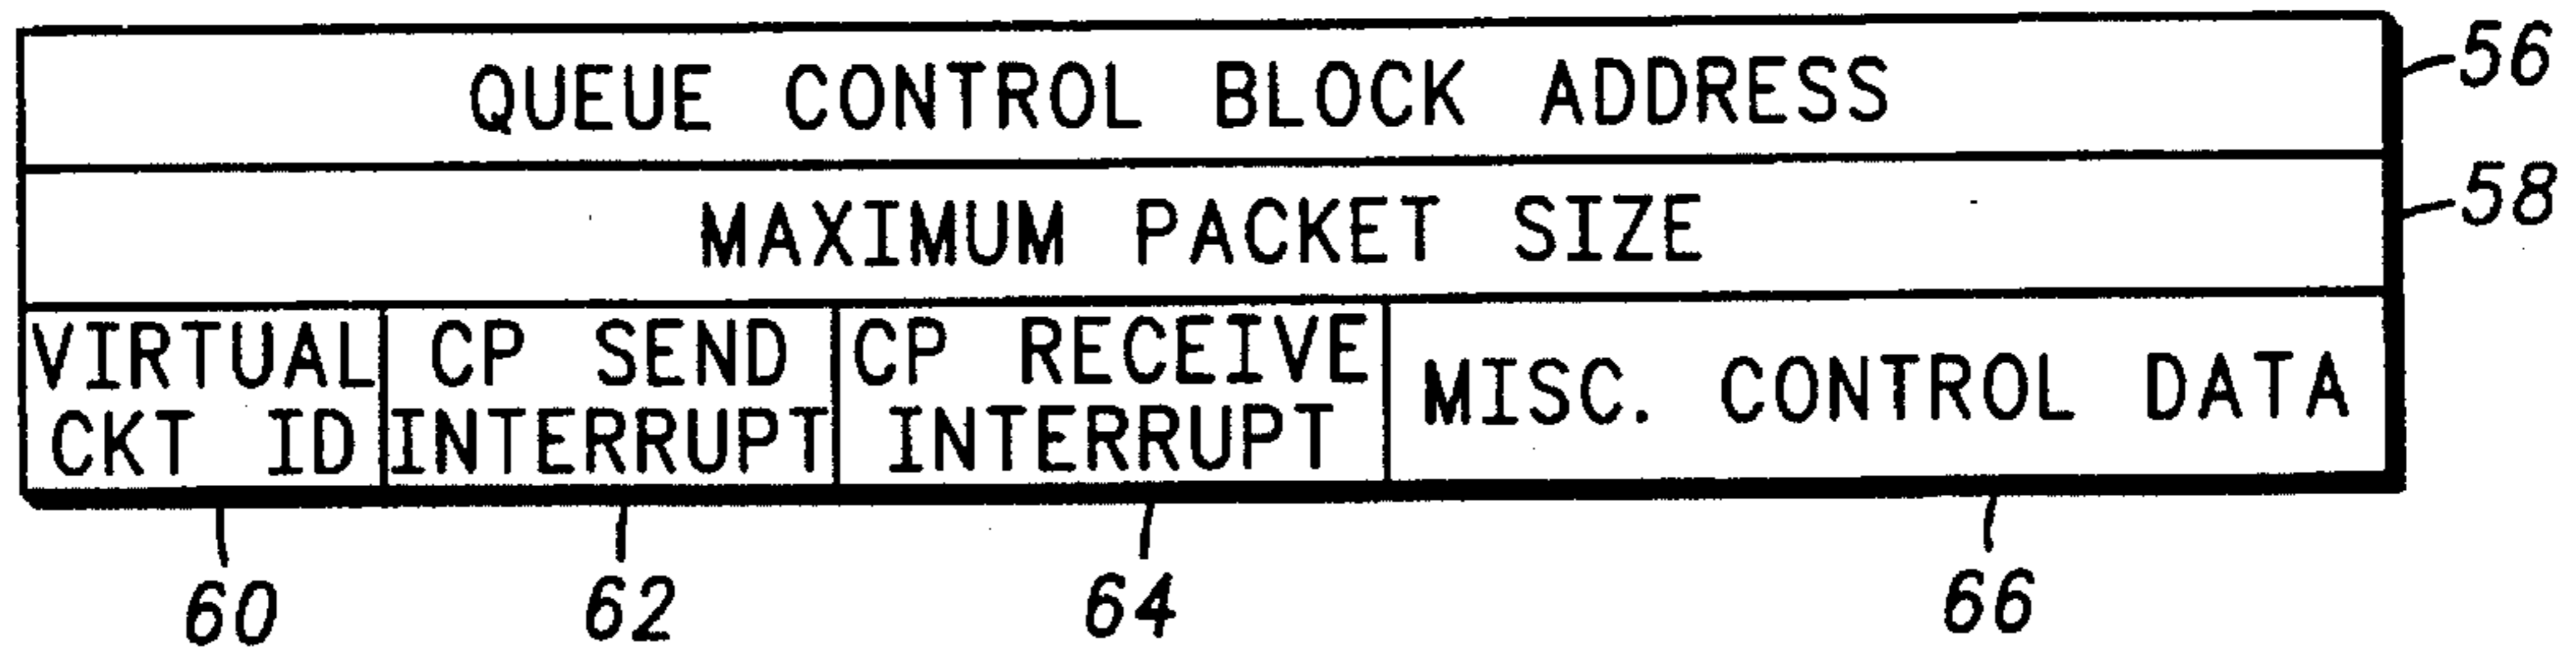 QUEUE CONTROL BLOCK ADDRESS
56
MAXIMUM PACKET SIZE
58
VIRTUAL
CKT ID
CP SEND
INTERRUPT
CP RECEIVE
INTERRUPT
MISC. CONTROL DATA
60
62
64
66